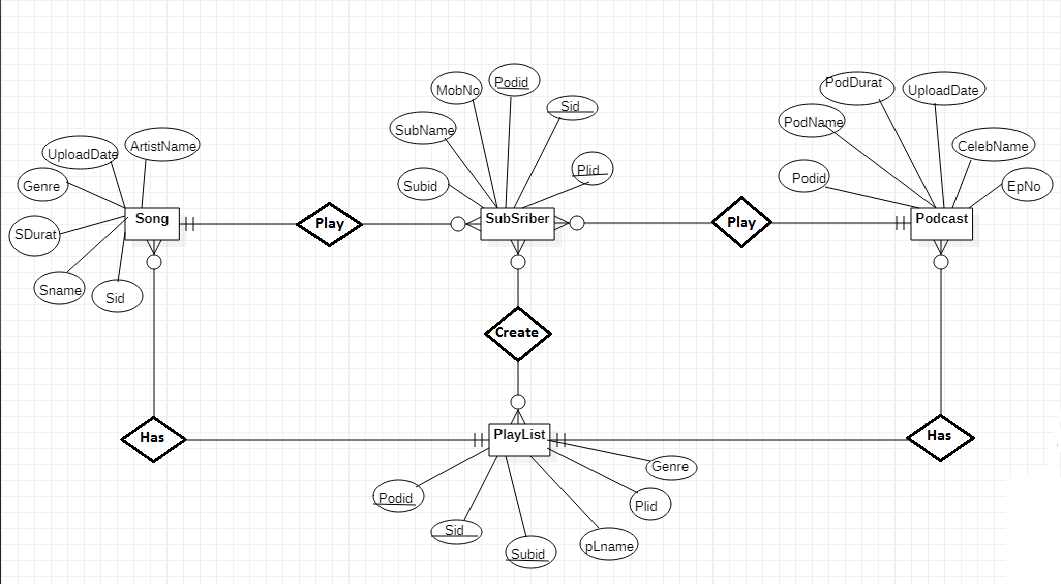 Podid
MobNo
Sid
SubName
Plid
Subid
PodDurat
UploadDate
PodName
CelebName
Podid
EpNo
ArtistName
UploadDate
Genre
SDurat
Sname
Sid
Song
Play
SubSriber
Play
Podcast
Create
Has
PlayList
Has
Genre
Podid
Plid
Sid
Subid
pLname